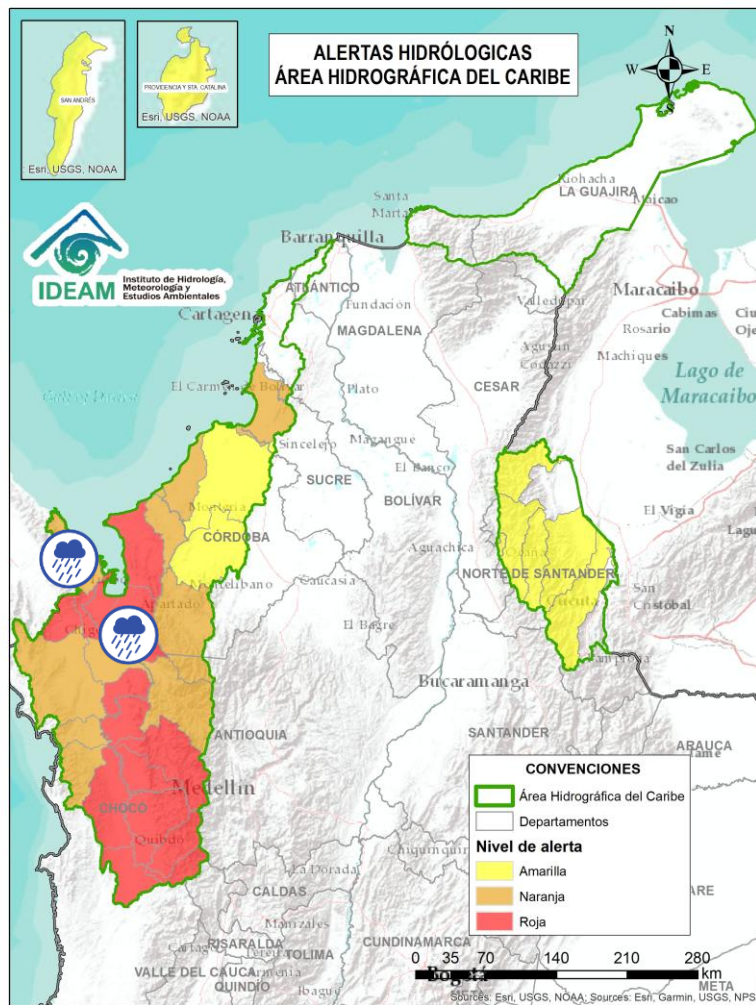 ALERTAS HIDRÓLOGICAS
ÁREA HIDROGRÁFICA DEL CARIBE
SAN ANDRÉS
Esri, USGS, NOAA
PROVIDENCIA Y STA. CATALINA
Esri, USGS, NOAA
N
W
E
S
IDEAM
Instituto de Hidrología,
Meteorología y
Estudios Ambientales
Riohacha
LA GUAJIRA
Maicao
Santa
Marta
Barranquilla
ATLÁNTICO
Fundación
Cartagena
MAGDALENA
Valledupar
Maracaibo
Cabimas
Rosario
Machiques
Agustín
Codazzi
CESAR
Lago de
Maracaibo
El Carmen de Bolívar
Plato
Sincelejo
Magangue
San Carlos
del Zulia
SUCRE
El Banco
BOLÍVAR
Montería
CÓRDOBA
El Vigía
Aguachica
Ocaña
Montelíbano
Caucasia
NORTE DE SANTANDER
San
Cristóbal
Cúcuta
Apartadó
El Bagre
Pamplona
Bucaramanga
ANTIOQUIA
SANTANDER
ARAUCA
Medellín
CHOCÓ
Quibdó
La Dorada
CALDAS
Manizales
RISARALDA
TOLIMA
CUNDINAMARCA
VALLE DEL CAUCA
Armenia
QUINDÍO
Ibagué
Bogotá
META
CONVENCIONES
Área Hidrográfica del Caribe
Departamentos
Nivel de alerta
Amarilla
Naranja
Roja
0 35 70 140 210 280
km
Sources: Esri, USGS, NOAA; Sources: Esri, Garmin, USGS, NPS